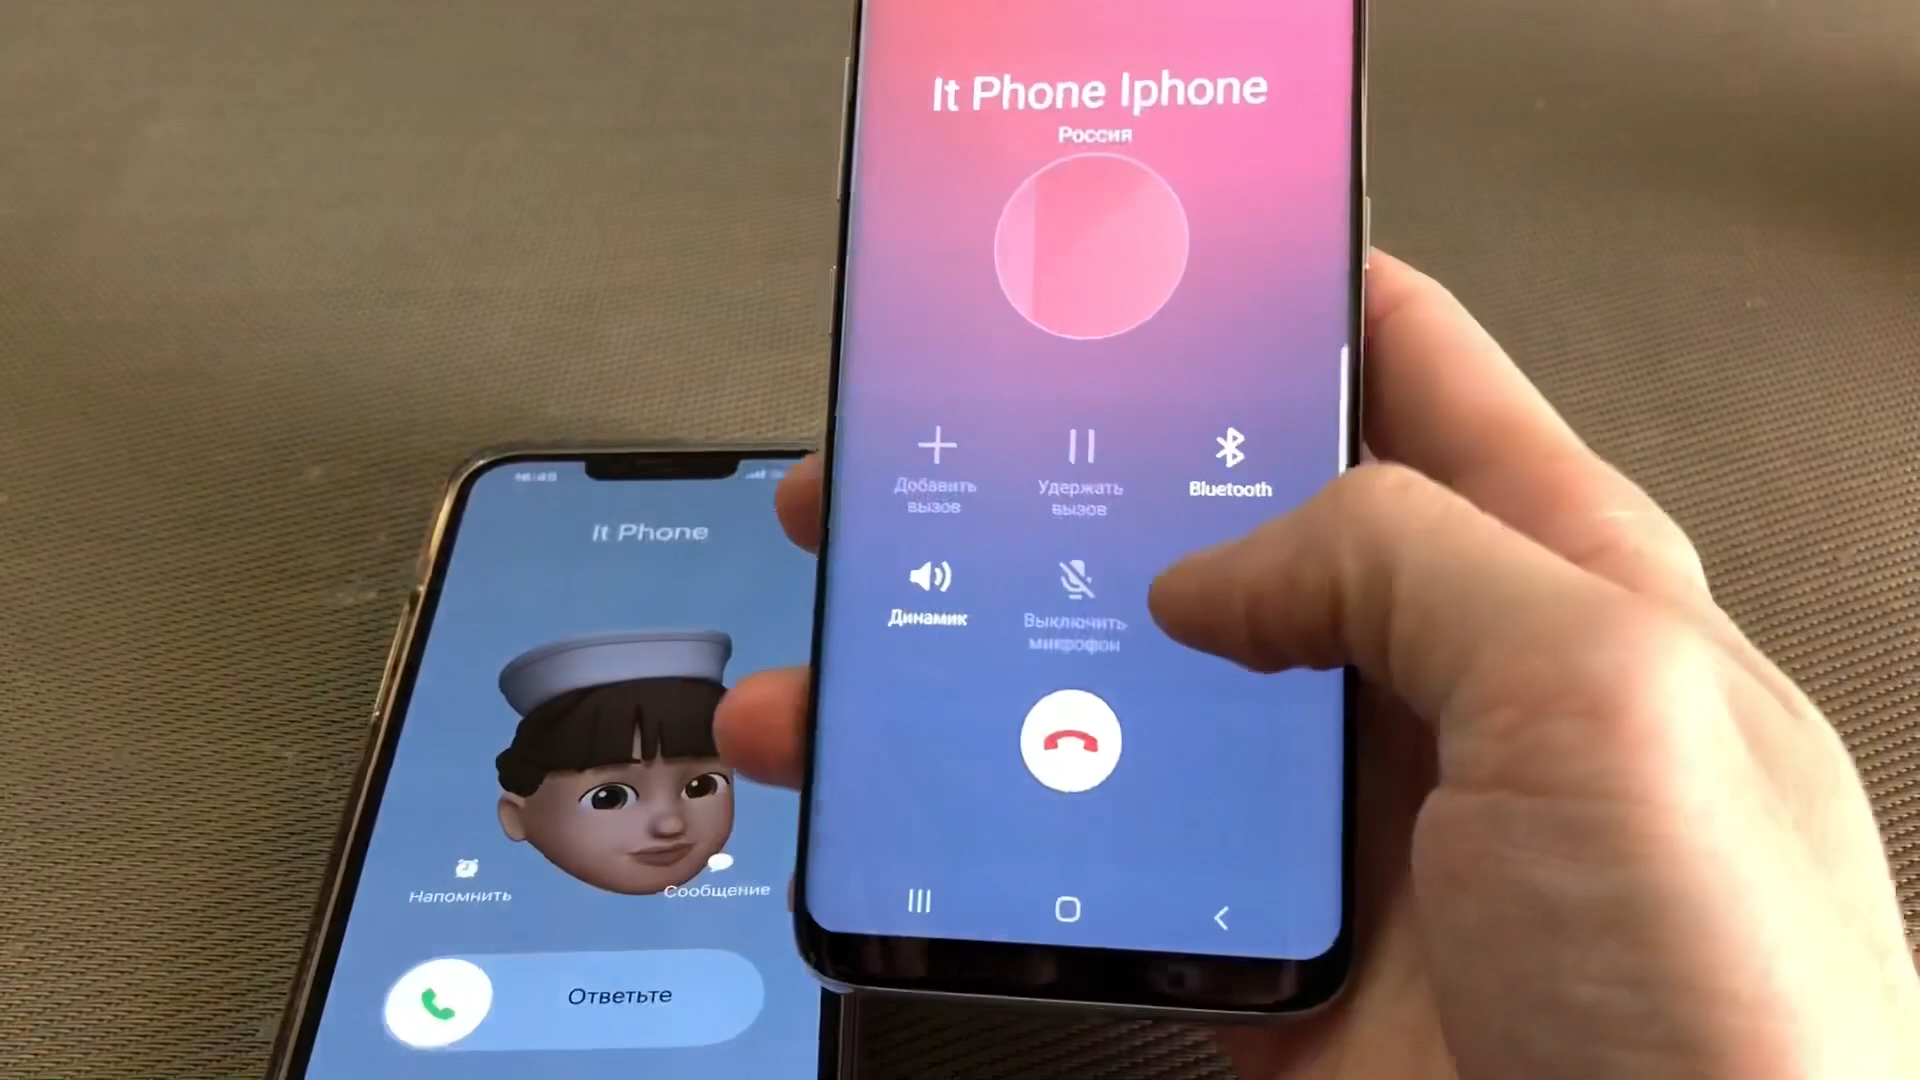 It Phone Iphone
Россия
Добавить
вызов
Удержать
вызов
Bluetooth
Динамик
Выключить
микрофон
It Phone
Напомнить
Сообщение
Ответьте